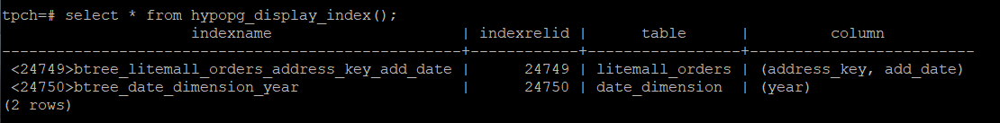 tpch=# select * from hypopg_display_index();
                    indexname                     | indexrelid |     table      |         column
--------------------------------------------------+------------+----------------+-------------------------
 <24749>btree_litemall_orders_address_key_add_date |      24749 | litemall_orders | (address_key, add_date)
 <24750>btree_date_dimension_year                  |      24750 | date_dimension  | (year)
(2 rows)